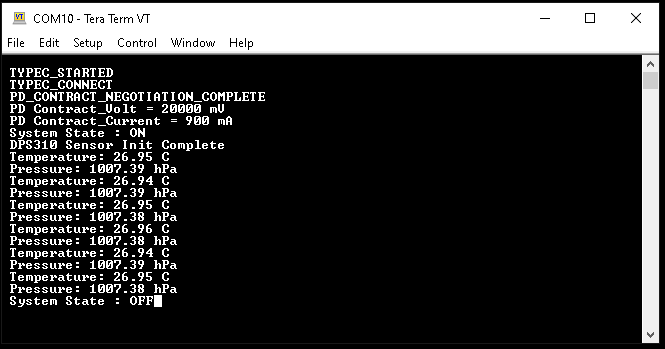 COM10 - Tera Term VT
File Edit Setup Control Window Help
TYPEC_STARTED
TYPEC_CONNECT
PD_CONTRACT_NEGOTIATION_COMPLETE
PD Contract_Volt = 20000 mV
PD Contract_Current = 900 mA
System State : ON
DPS310 Sensor Init Complete
Temperature: 26.95 C
Pressure: 1007.39 hPa
Temperature: 26.94 C
Pressure: 1007.39 hPa
Temperature: 26.95 C
Pressure: 1007.38 hPa
Temperature: 26.96 C
Pressure: 1007.38 hPa
Temperature: 26.94 C
Pressure: 1007.39 hPa
Temperature: 26.95 C
Pressure: 1007.38 hPa
System State : OFF